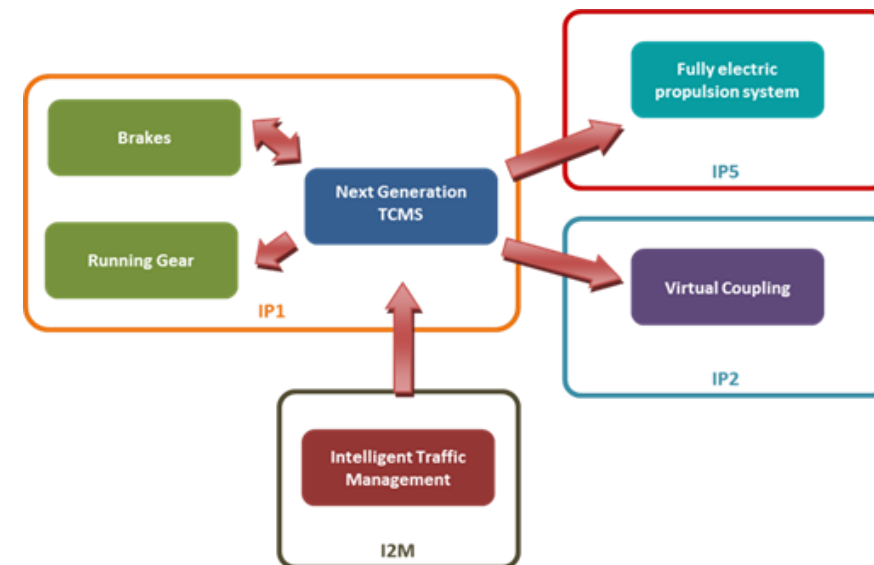 Brakes
Next Generation
TCMS
Running Gear
IP1
Fully electric
propulsion system
IP5
Virtual Coupling
IP2
Intelligent Traffic
Management
I2M